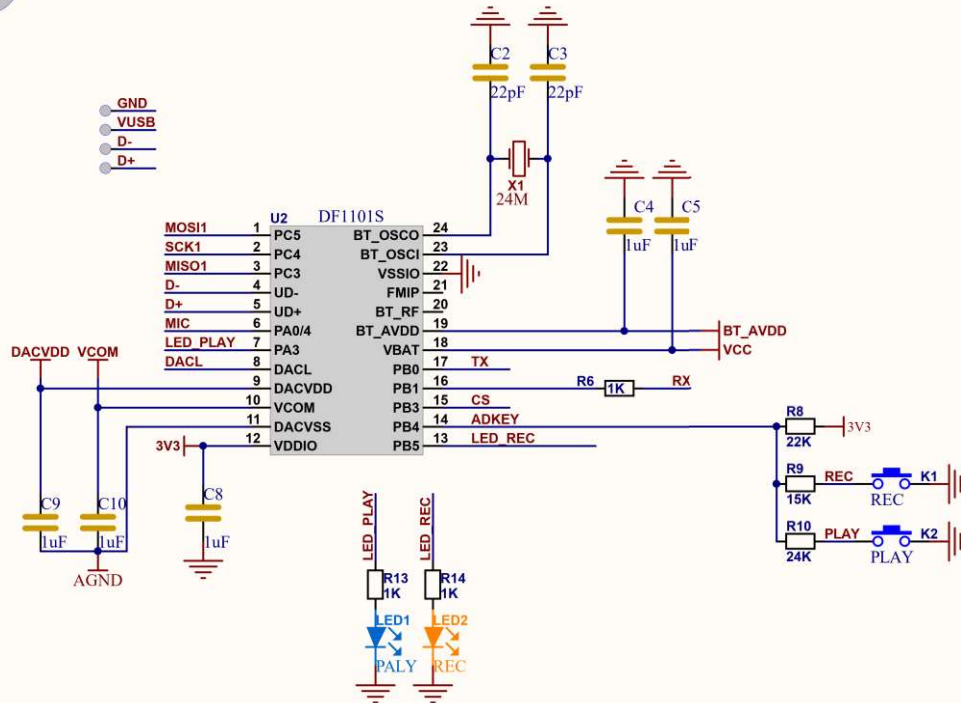 C2
C3
22pF
22pF
GND
VUSB
D-
D+
X1
24M
C4
C5
1uF
1uF
U2
DF1101S
MOSI1
1
PC5
BT_OSCO
24
SCK1
2
PC4
BT_OSCI
23
MISO1
3
PC3
VSSIO
22
D-
4
UD-
FMIP
21
D+
5
UD+
BT_RF
20
MIC
6
PA0/4
BT_AVDD
19
BT_AVDD
LED_PLAY
7
PA3
VBAT
18
VCC
DACVDD
VCOM
DACL
8
DACL
PB0
17
TX
9
DACVDD
PB1
16
R6
1K
RX
10
VCOM
PB3
15
CS
11
DACVSS
PB4
14
ADKEY
3V3
12
VDDIO
PB5
13
LED_REC
R8
22K
3V3
R9
15K
REC
K1
REC
R10
24K
PLAY
K2
PLAY
C9
1uF
C10
1uF
C8
1uF
AGND
LED_PLAY
LED_REC
R13
1K
R14
1K
LED1
LED2
PALY
REC